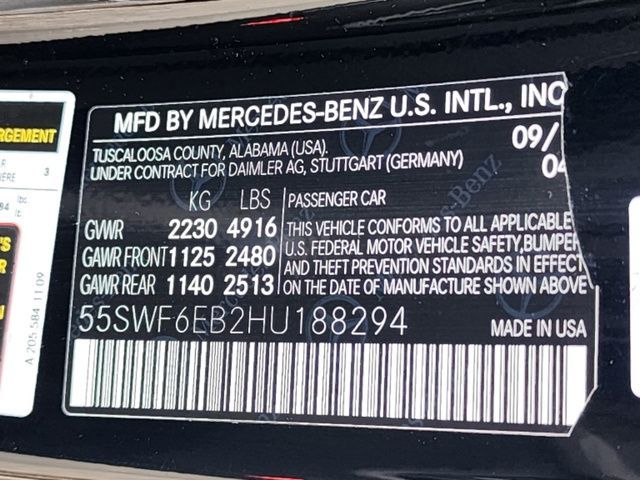 MFD BY MERCEDES-BENZ U.S. INTL., INC
TUSCALOOSA COUNTY, ALABAMA (USA). 09/
UNDER CONTRACT FOR DAIMLER AG, STUTTGART (GERMANY) 04
KG LBS PASSENGER CAR
GVWR 2230 4916 THIS VEHICLE CONFORMS TO ALL APPLICABLE
GAWR FRONT 1125 2480 U.S. FEDERAL MOTOR VEHICLE SAFETY, BUMPER
GAWR REAR 1140 2513 AND THEFT PREVENTION STANDARDS IN EFFECT
ON THE DATE OF MANUFACTURE SHOWN ABOVE
55SWF6EB2HU188294 MADE IN USA
RGEMENT
3
A 205 584 11 09